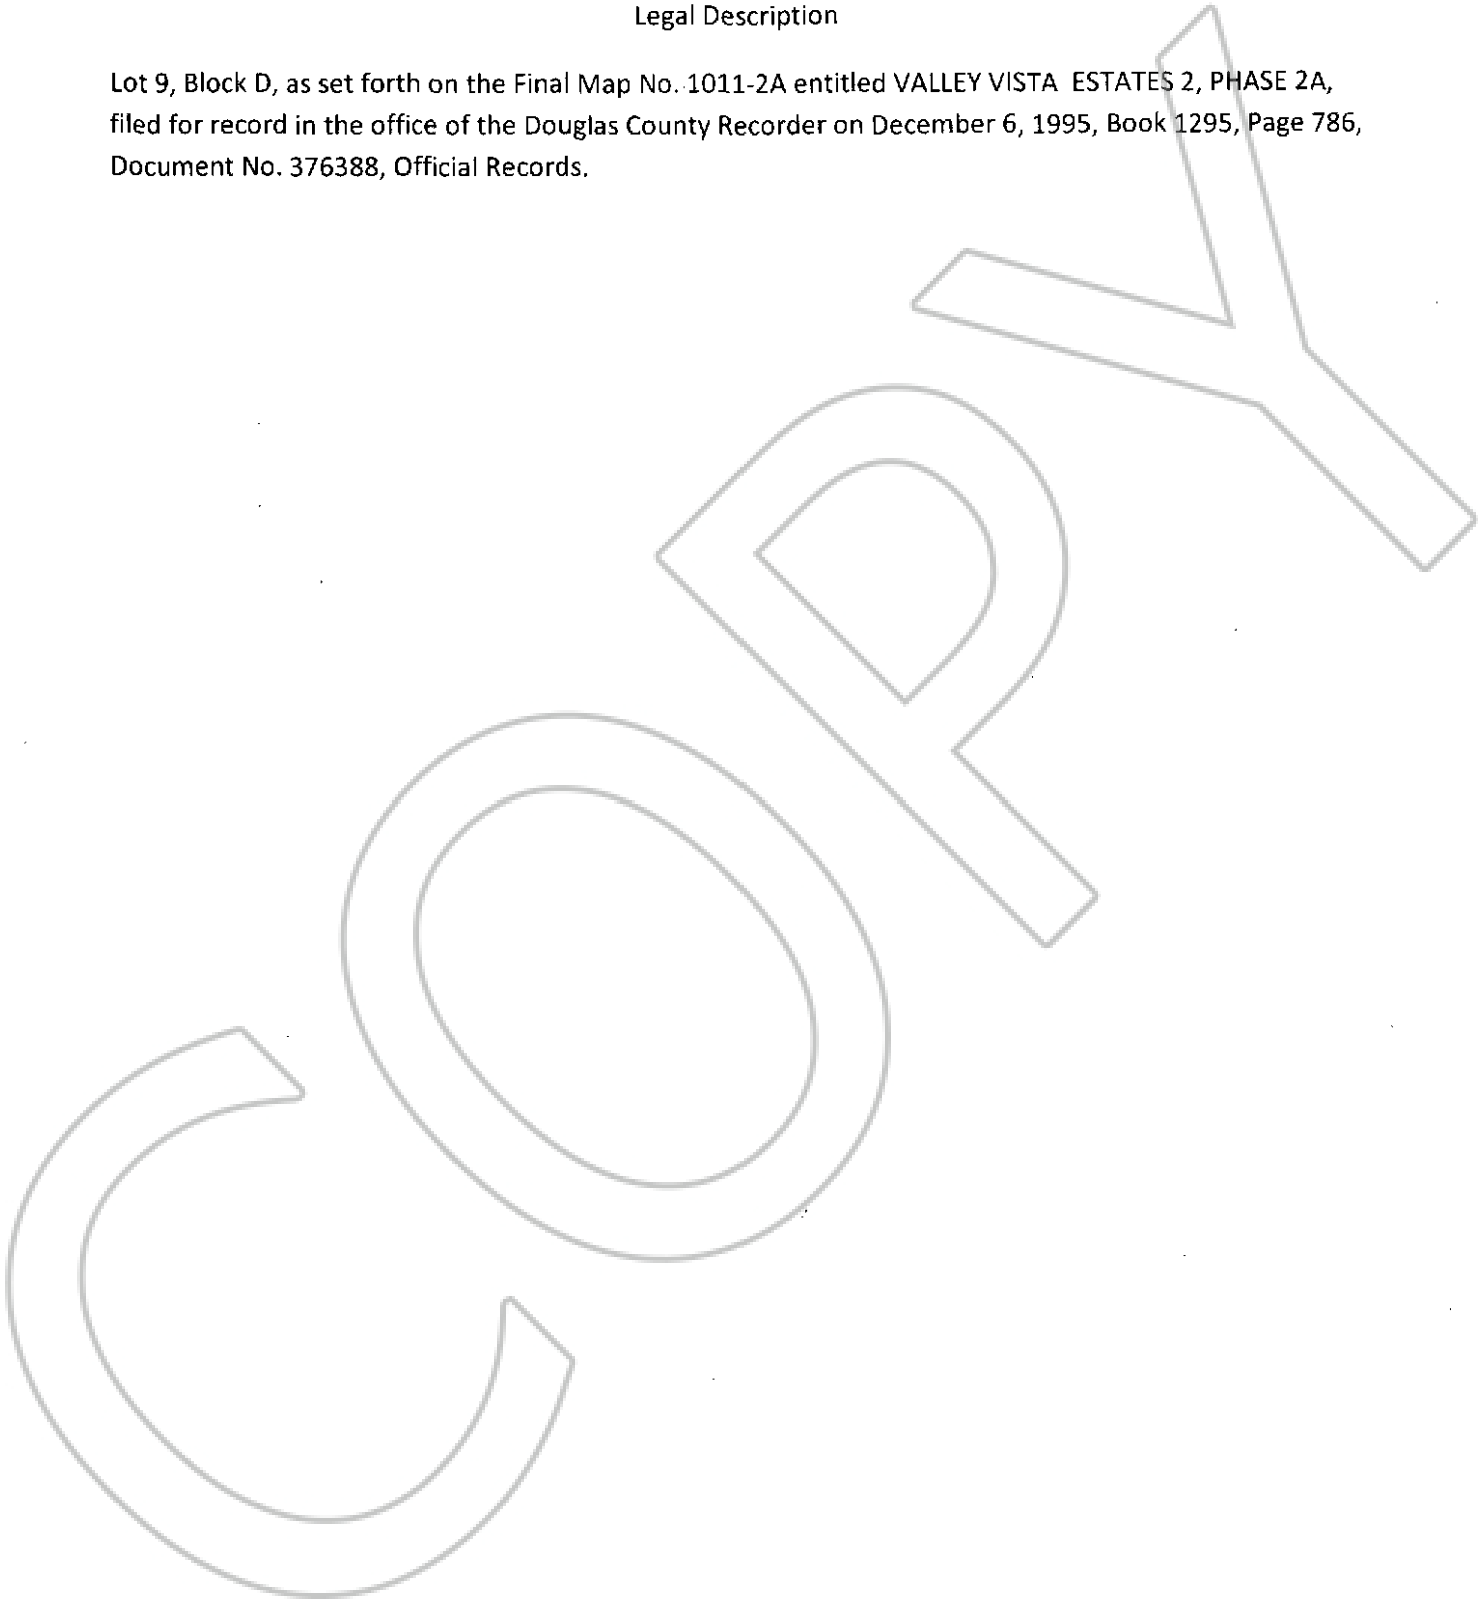 Legal Description
Lot 9, Block D, as set forth on the Final Map No. 1011-2A entitled VALLEY VISTA ESTATES 2, PHASE 2A,
filed for record in the office of the Douglas County Recorder on December 6, 1995, Book 1295, Page 786,
Document No. 376388, Official Records.
COPY